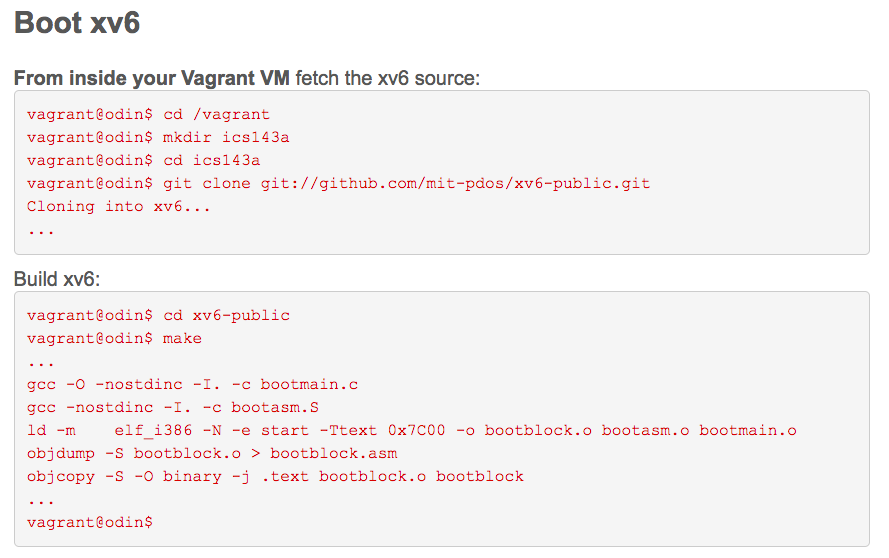 Boot xv6
From inside your Vagrant VM fetch the xv6 source:
vagrant@odin$ cd /vagrant
vagrant@odin$ mkdir ics143a
vagrant@odin$ cd ics143a
vagrant@odin$ git clone git://github.com/mit-pdos/xv6-public.git
Cloning into xv6...
...
Build xv6:
vagrant@odin$ cd xv6-public
vagrant@odin$ make
...
gcc -O -nostdinc -I. -c bootmain.c
gcc -nostdinc -I. -c bootasm.S
ld -m    elf_i386 -N -e start -Ttext 0x7C00 -o bootblock.o bootasm.o bootmain.o
objdump -S bootblock.o > bootblock.asm
objcopy -S -O binary -j .text bootblock.o bootblock
...
vagrant@odin$